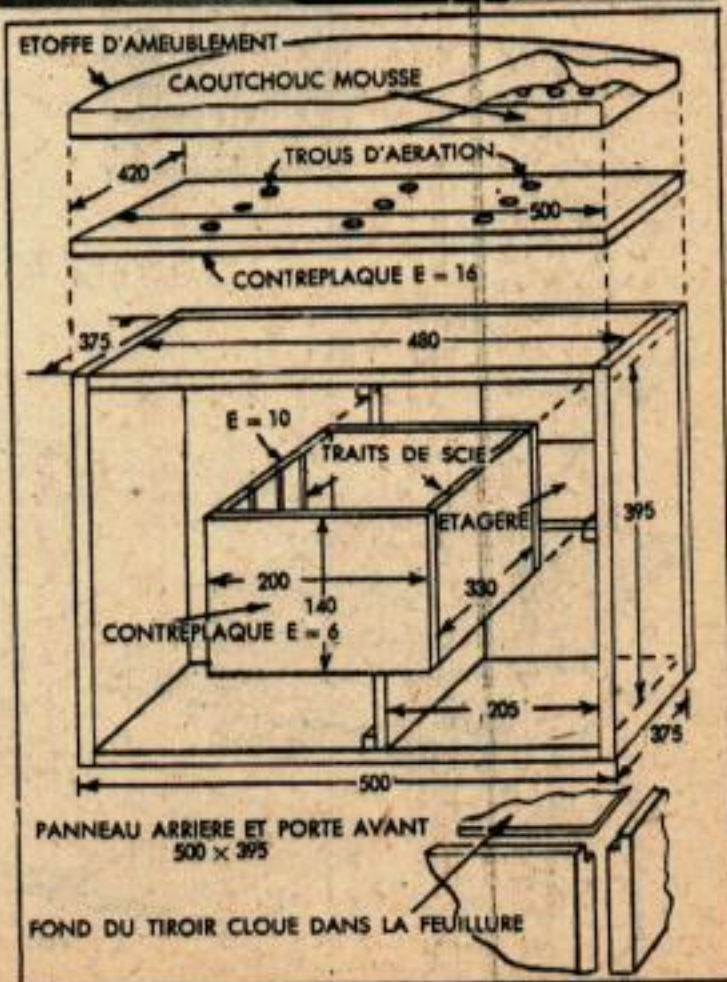 ETOFFE D'AMEUBLEMENT
CAOUTCHOUC MOUSSE
420
TROUS D'AERATION
500
CONTREPLAQUE E = 16
375
480
E = 10
TRAITS DE SCIE
ETAGERE
395
200
140
330
CONTREPLAQUE E = 6
205
375
500
PANNEAU ARRIERE ET PORTE AVANT
500 × 395
FOND DU TIROIR CLOUE DANS LA FEUILLURE